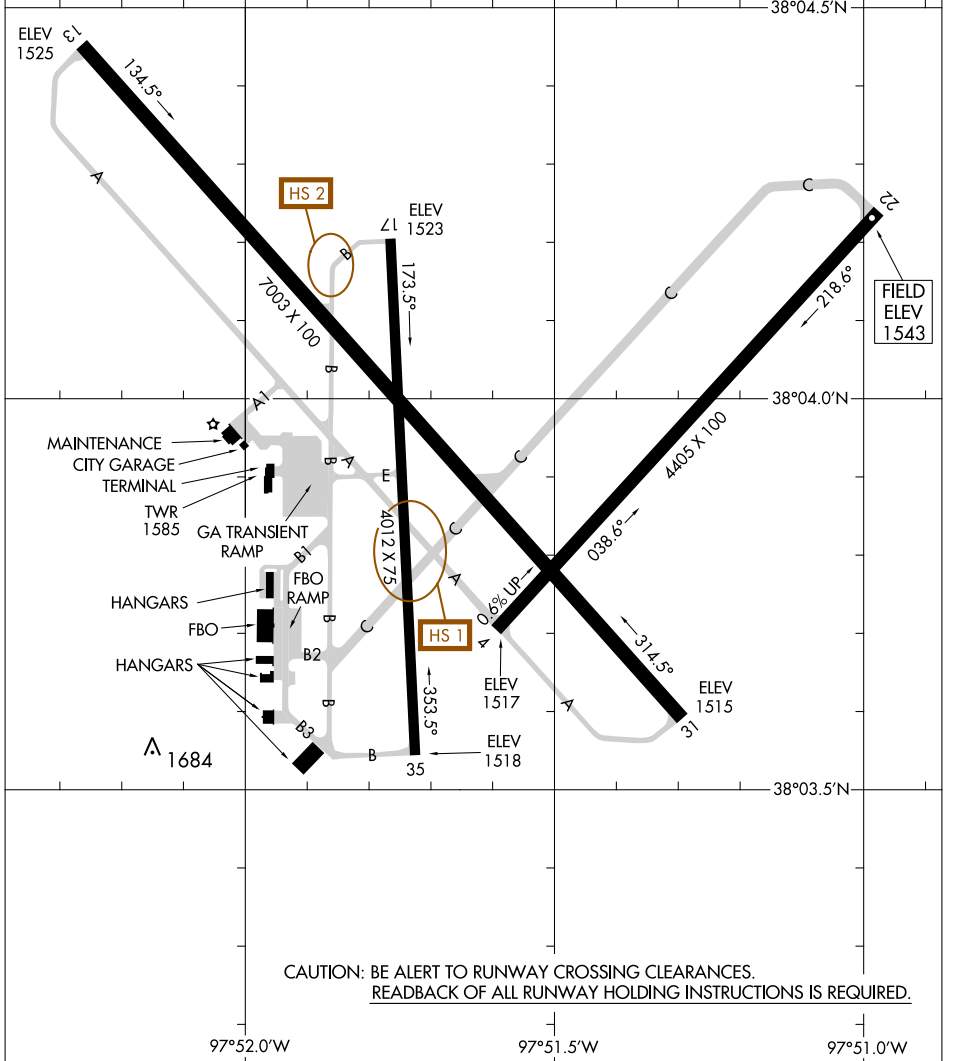 38°04.5'N
ELEV
1525
13
134.5°
A
HS 2
B
17
ELEV
1523
173.5°
C
22
218.6°
FIELD
ELEV
1543
C
7003 X 100
B
38°04.0'N
A1
MAINTENANCE
CITY GARAGE
TERMINAL
TWR
1585
GA TRANSIENT
RAMP
B
A
E
C
4405 X 100
4012 X 75
C
038.6°
B1
FBO
RAMP
HANGARS
FBO
HANGARS
B
B2
C
A
0.6% UP
HS 1
4
ELEV
1517
314.5°
ELEV
1515
31
A
B
B3
353.5°
ELEV
1518
B
35
1684
38°03.5'N
CAUTION: BE ALERT TO RUNWAY CROSSING CLEARANCES.
READBACK OF ALL RUNWAY HOLDING INSTRUCTIONS IS REQUIRED.
97°52.0'W
97°51.5'W
97°51.0'W